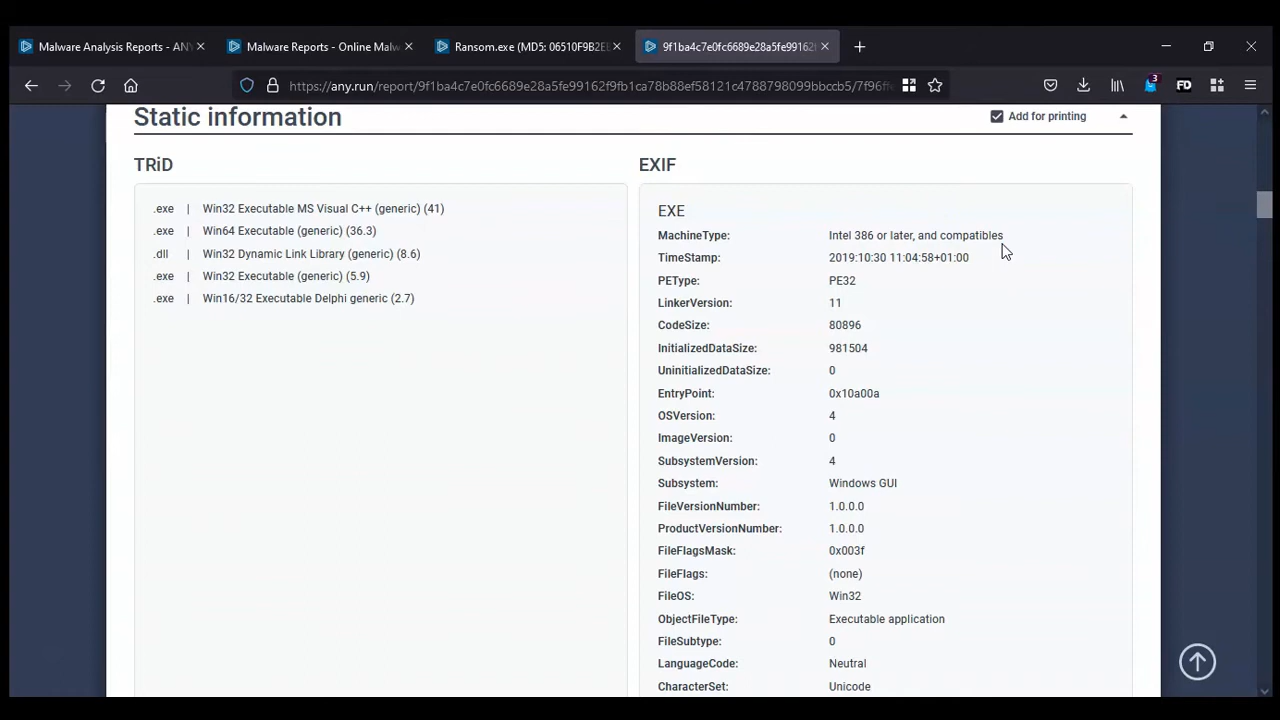 Malware Analysis Reports - ANY
Malware Reports - Online Malw
Ransom.exe (MD5: 06510F9B2EE
9f1ba4c7e0fc6689e28a5fe99162
3
FD
https://any.run/report/9f1ba4c7e0fc6689e28a5fe99162f9fb1ca78b88ef58121c4788798099bbccb5/7f96ff
Static information
Add for printing
TRiD
.exe | Win32 Executable MS Visual C++ (generic) (41)
.exe | Win64 Executable (generic) (36.3)
.dll | Win32 Dynamic Link Library (generic) (8.6)
.exe | Win32 Executable (generic) (5.9)
.exe | Win16/32 Executable Delphi generic (2.7)
EXIF
EXE
MachineType: Intel 386 or later, and compatibles
TimeStamp: 2019:10:30 11:04:58+01:00
PEType: PE32
LinkerVersion: 11
CodeSize: 80896
InitializedDataSize: 981504
UninitializedDataSize: 0
EntryPoint: 0x10a00a
OSVersion: 4
ImageVersion: 0
SubsystemVersion: 4
Subsystem: Windows GUI
FileVersionNumber: 1.0.0.0
ProductVersionNumber: 1.0.0.0
FileFlagsMask: 0x003f
FileFlags: (none)
FileOS: Win32
ObjectFileType: Executable application
FileSubtype: 0
LanguageCode: Neutral
CharacterSet: Unicode